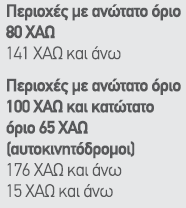 Περιοχές με ανώτατο όριο
80 ΧΑΩ
141 ΧΑΩ και άνω
Περιοχές με ανώτατο όριο
100 ΧΑΩ και κατώτατο
όριο 65 ΧΑΩ
(αυτοκινητόδρομοι)
176 ΧΑΩ και άνω
15 ΧΑΩ και άνω